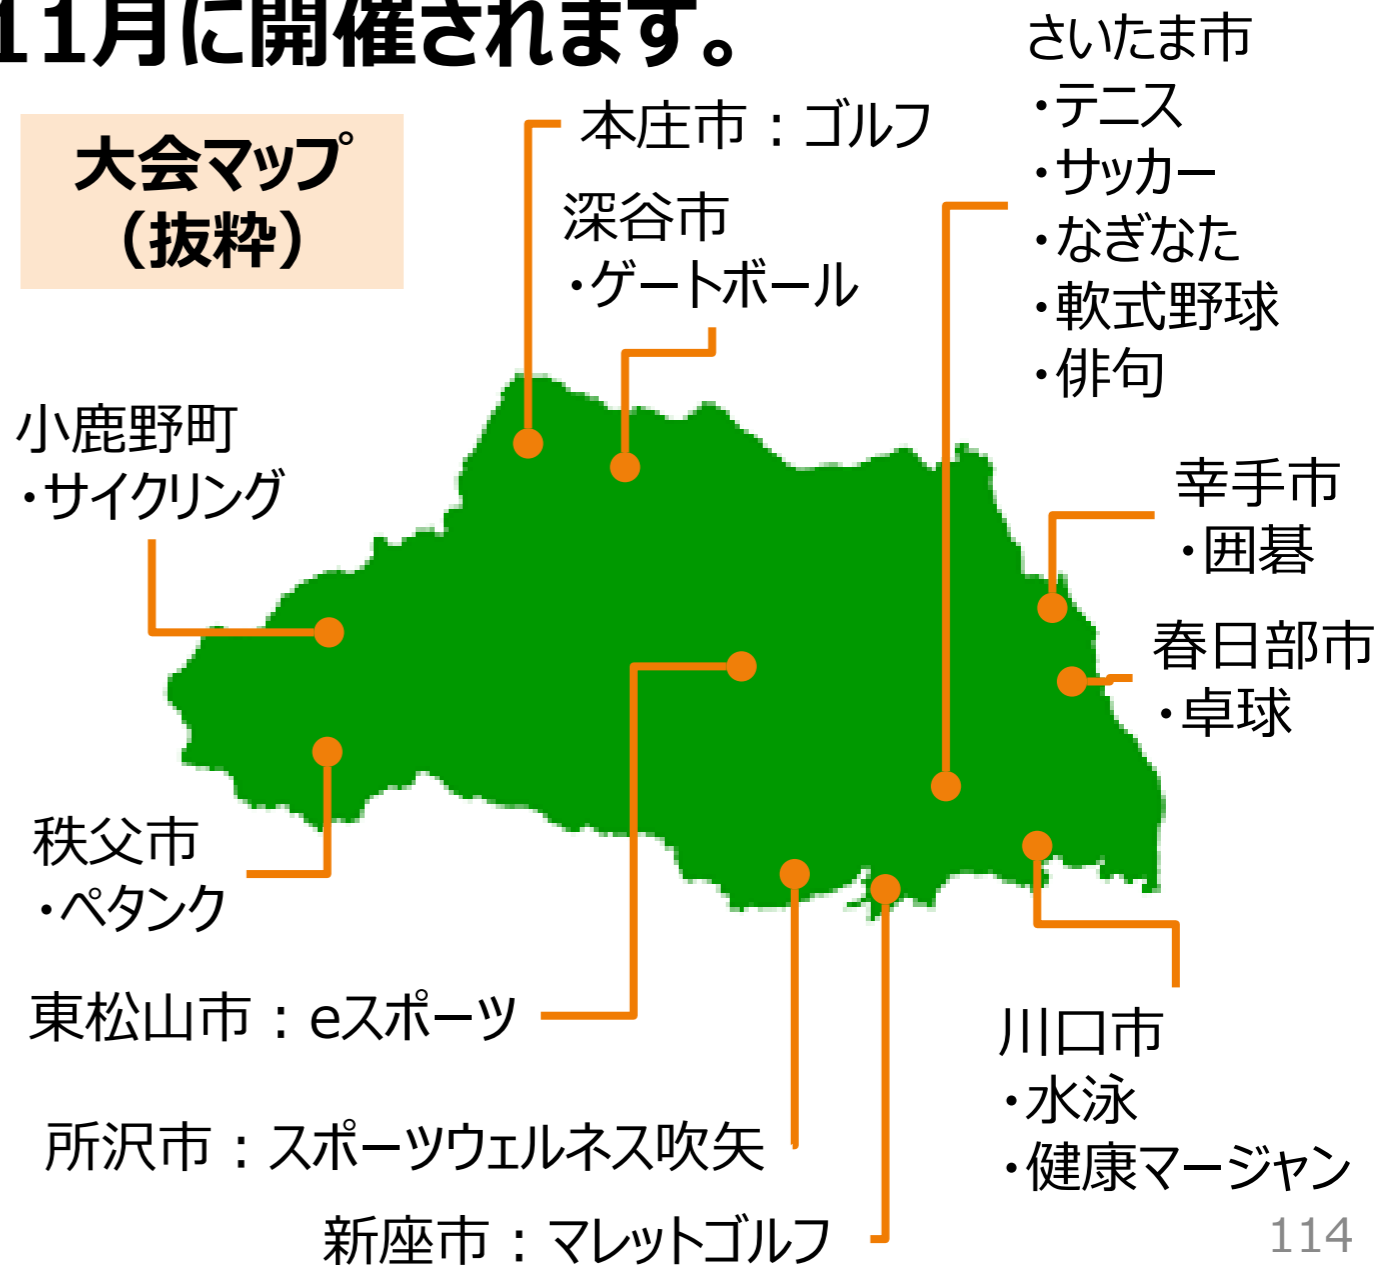 11月に開催されます。
大会マップ
（抜粋）
本庄市：ゴルフ
深谷市
・ゲートボール
さいたま市
・テニス
・サッカー
・なぎなた
・軟式野球
・俳句
小鹿野町
・サイクリング
幸手市
・囲碁
春日部市
・卓球
秩父市
・ペタンク
東松山市：eスポーツ
川口市
・水泳
・健康マージャン
所沢市：スポーツウェルネス吹矢
新座市：マレットゴルフ
114